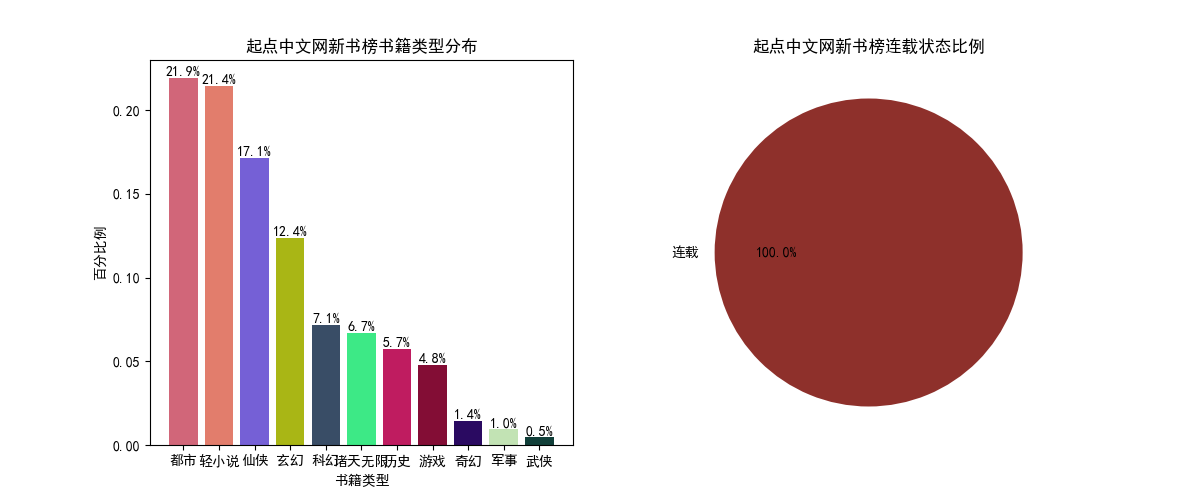 起点中文网新书榜书籍类型分布
21.9%
21.4%
17.1%
12.4%
7.1%
6.7%
5.7%
4.8%
1.4%
1.0%
0.5%
0.20
0.15
0.10
0.05
0.00
百分比例
都市 轻小说 仙侠 玄幻 科幻 诸天无限 历史 游戏 奇幻 军事 武侠
书籍类型
起点中文网新书榜连载状态比例
连载
100.0%